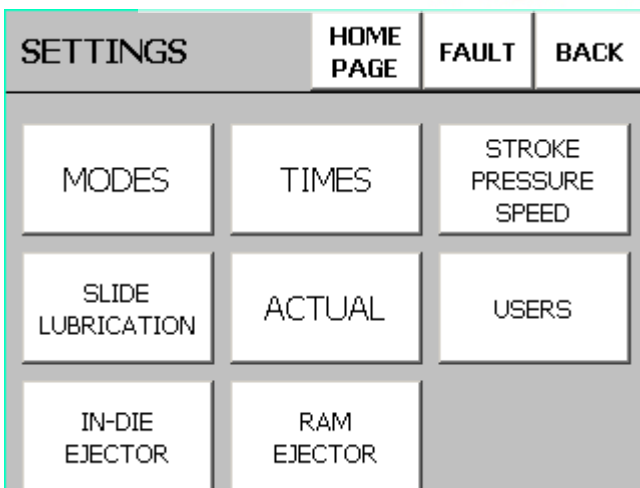 SETTINGS
HOME
PAGE
FAULT
BACK
MODES
TIMES
STROKE
PRESSURE
SPEED
SLIDE
LUBRICATION
ACTUAL
USERS
IN-DIE
EJECTOR
RAM
EJECTOR